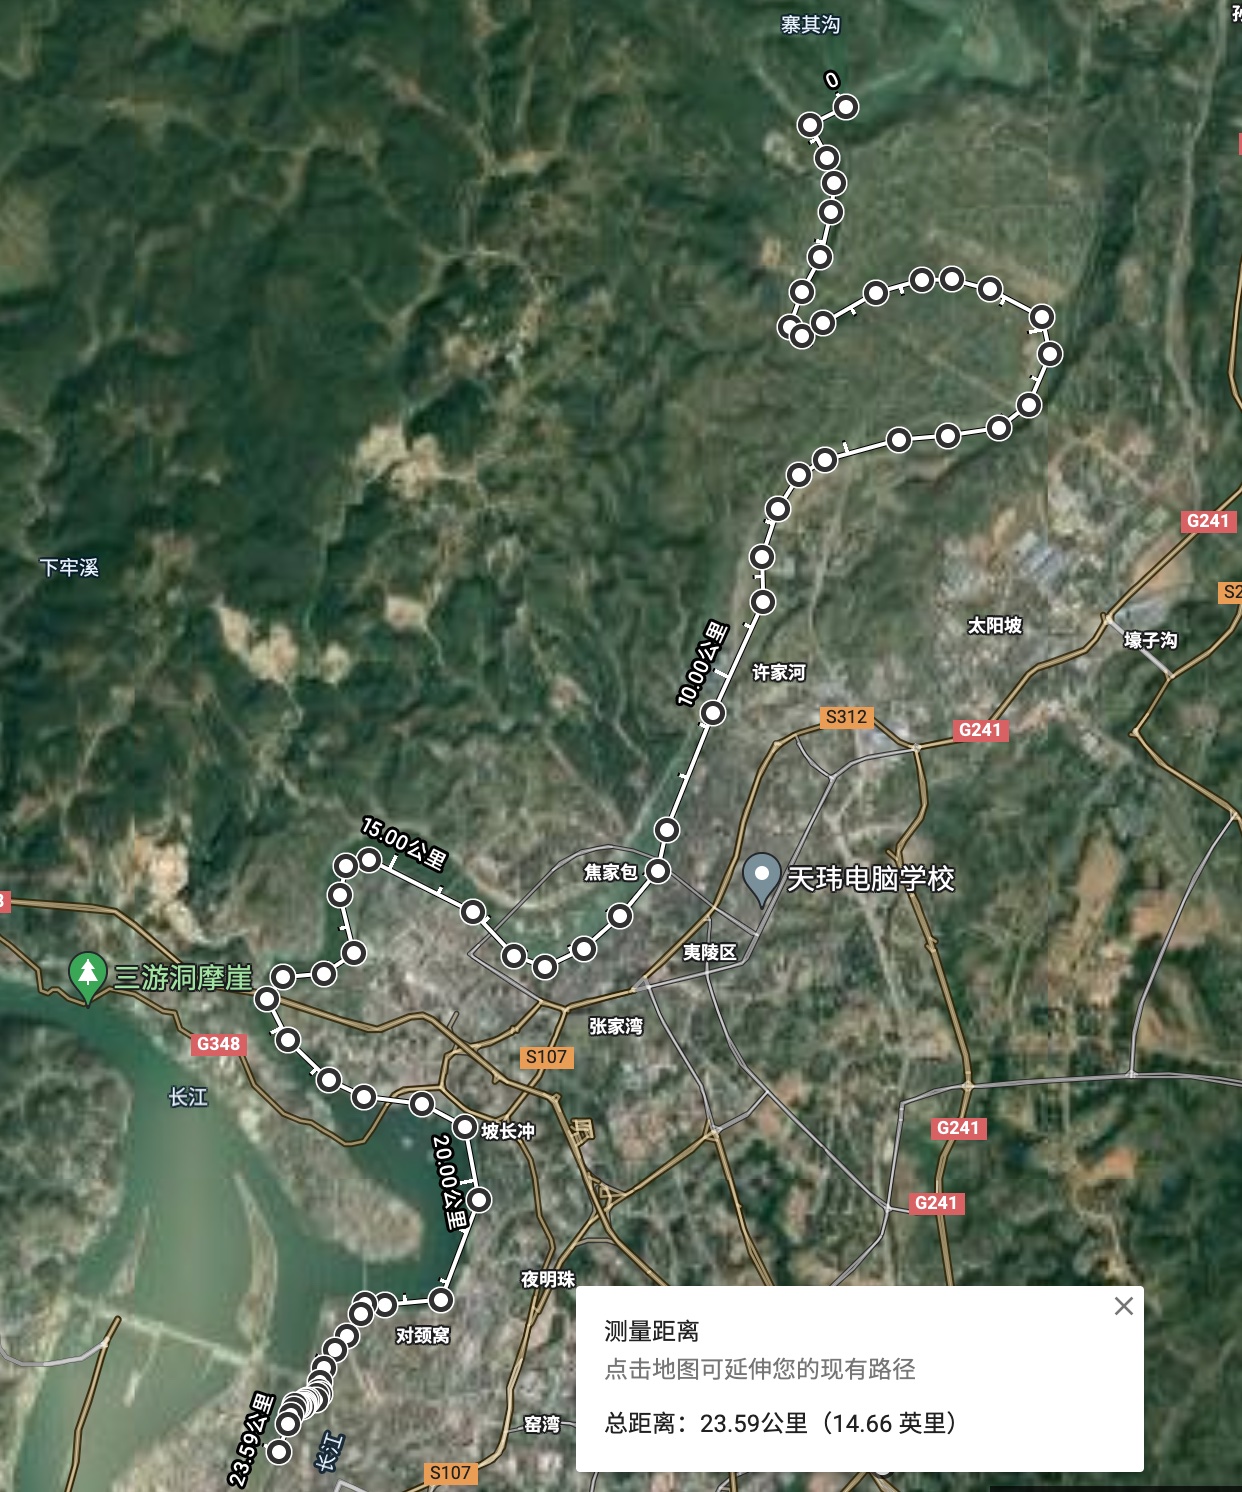 寨其沟
0
G241
下牢溪
S2
太阳坡
壕子沟
10.00公里
许家河
S312
G241
15.00公里
焦家包
天玮电脑学校
夷陵区
三游洞摩崖
张家湾
G348
S107
长江
坡长冲
G241
20.00公里
G241
夜明珠
对颈窝
测量距离
点击地图可延伸您的现有路径
总距离：23.59公里（14.66 英里）
23.59公里
长江
窑湾
S107